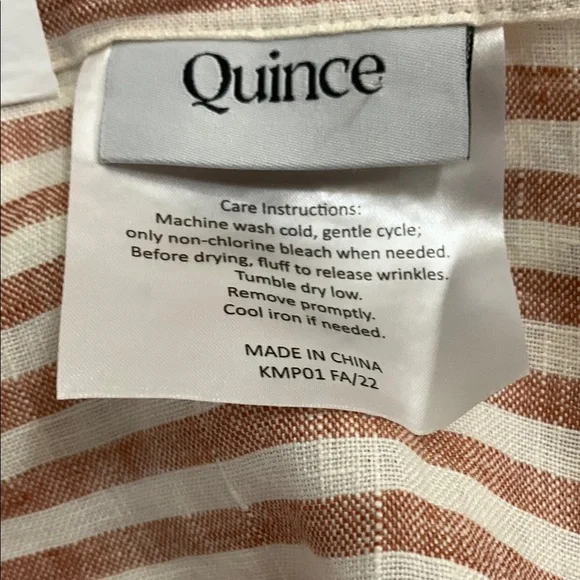 Quince
Care Instructions:
Machine wash cold, gentle cycle;
only non-chlorine bleach when needed.
Before drying, fluff to release wrinkles.
Tumble dry low.
Remove promptly.
Cool iron if needed.
MADE IN CHINA
KMP01 FA/22